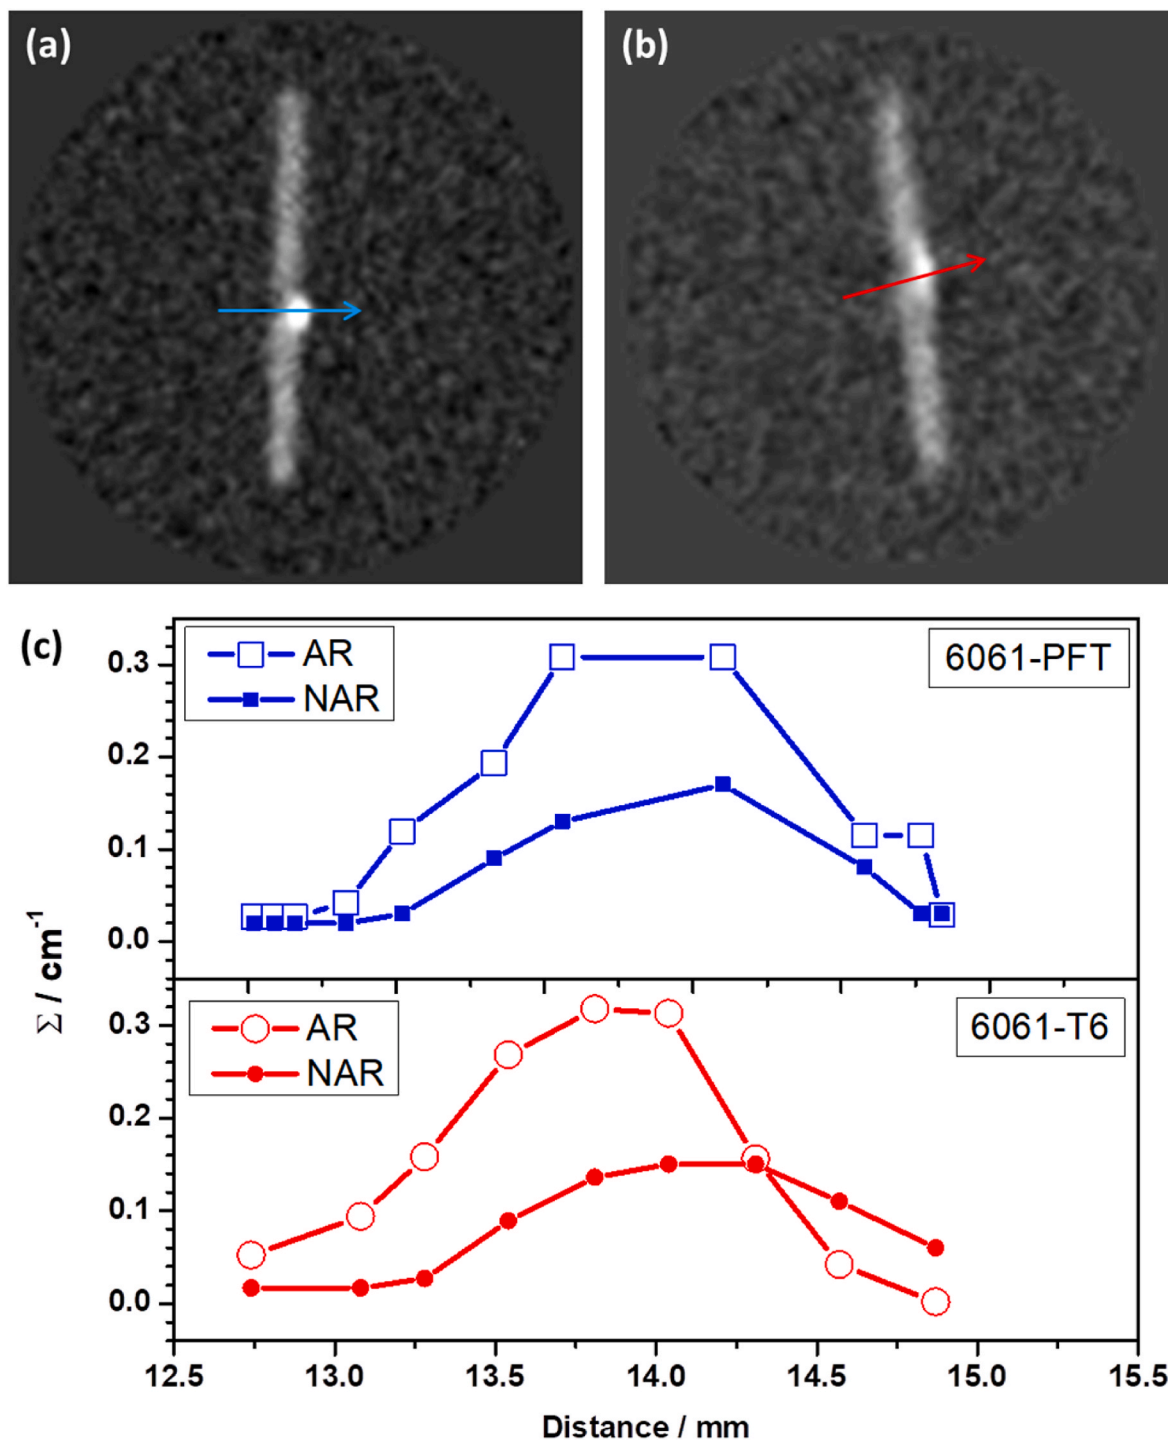 (a)
(b)
(c)
AR
NAR
6061-PFT
0.3
0.2
0.1
0.0
Σ / cm-1
AR
NAR
6061-T6
0.3
0.2
0.1
0.0
12.5 13.0 13.5 14.0 14.5 15.0 15.5
Distance / mm